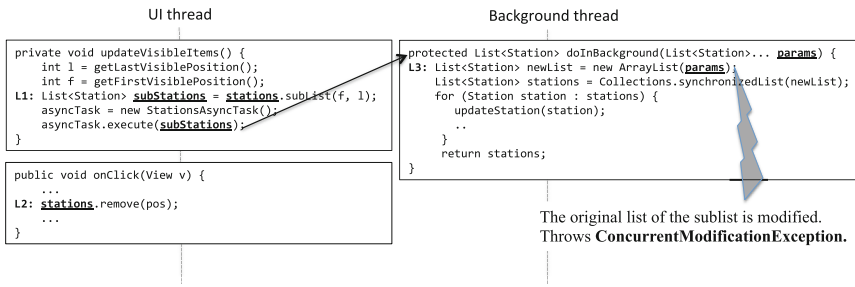 UI thread
private void updateVisibleItems() {
int l = getLastVisiblePosition();
int f = getFirstVisiblePosition();
L1: List<Station> subStations = stations.subList(f, l);
asyncTask = new StationsAsyncTask();
asyncTask.execute(subStations);
}
public void onClick(View v) {
...
L2: stations.remove(pos);
...
}
Background thread
protected List<Station> doInBackground(List<Station>... params) {
L3: List<Station> newList = new ArrayList(params);
List<Station> stations = Collections.synchronizedList(newList);
for (Station station : stations) {
updateStation(station);
..
}
return stations;
}
The original list of the sublist is modified.
Throws ConcurrentModificationException.